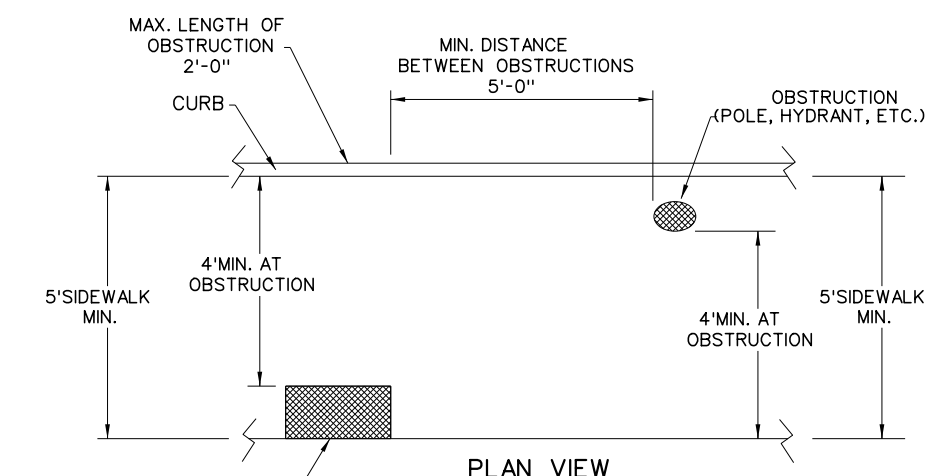 MAX. LENGTH OF
OBSTRUCTION
2'-0"
MIN. DISTANCE
BETWEEN OBSTRUCTIONS
5'-0"
CURB
OBSTRUCTION
(POLE, HYDRANT, ETC.)
4'MIN. AT
OBSTRUCTION
5'SIDEWALK
MIN.
4'MIN. AT
OBSTRUCTION
5'SIDEWALK
MIN.
PLAN VIEW